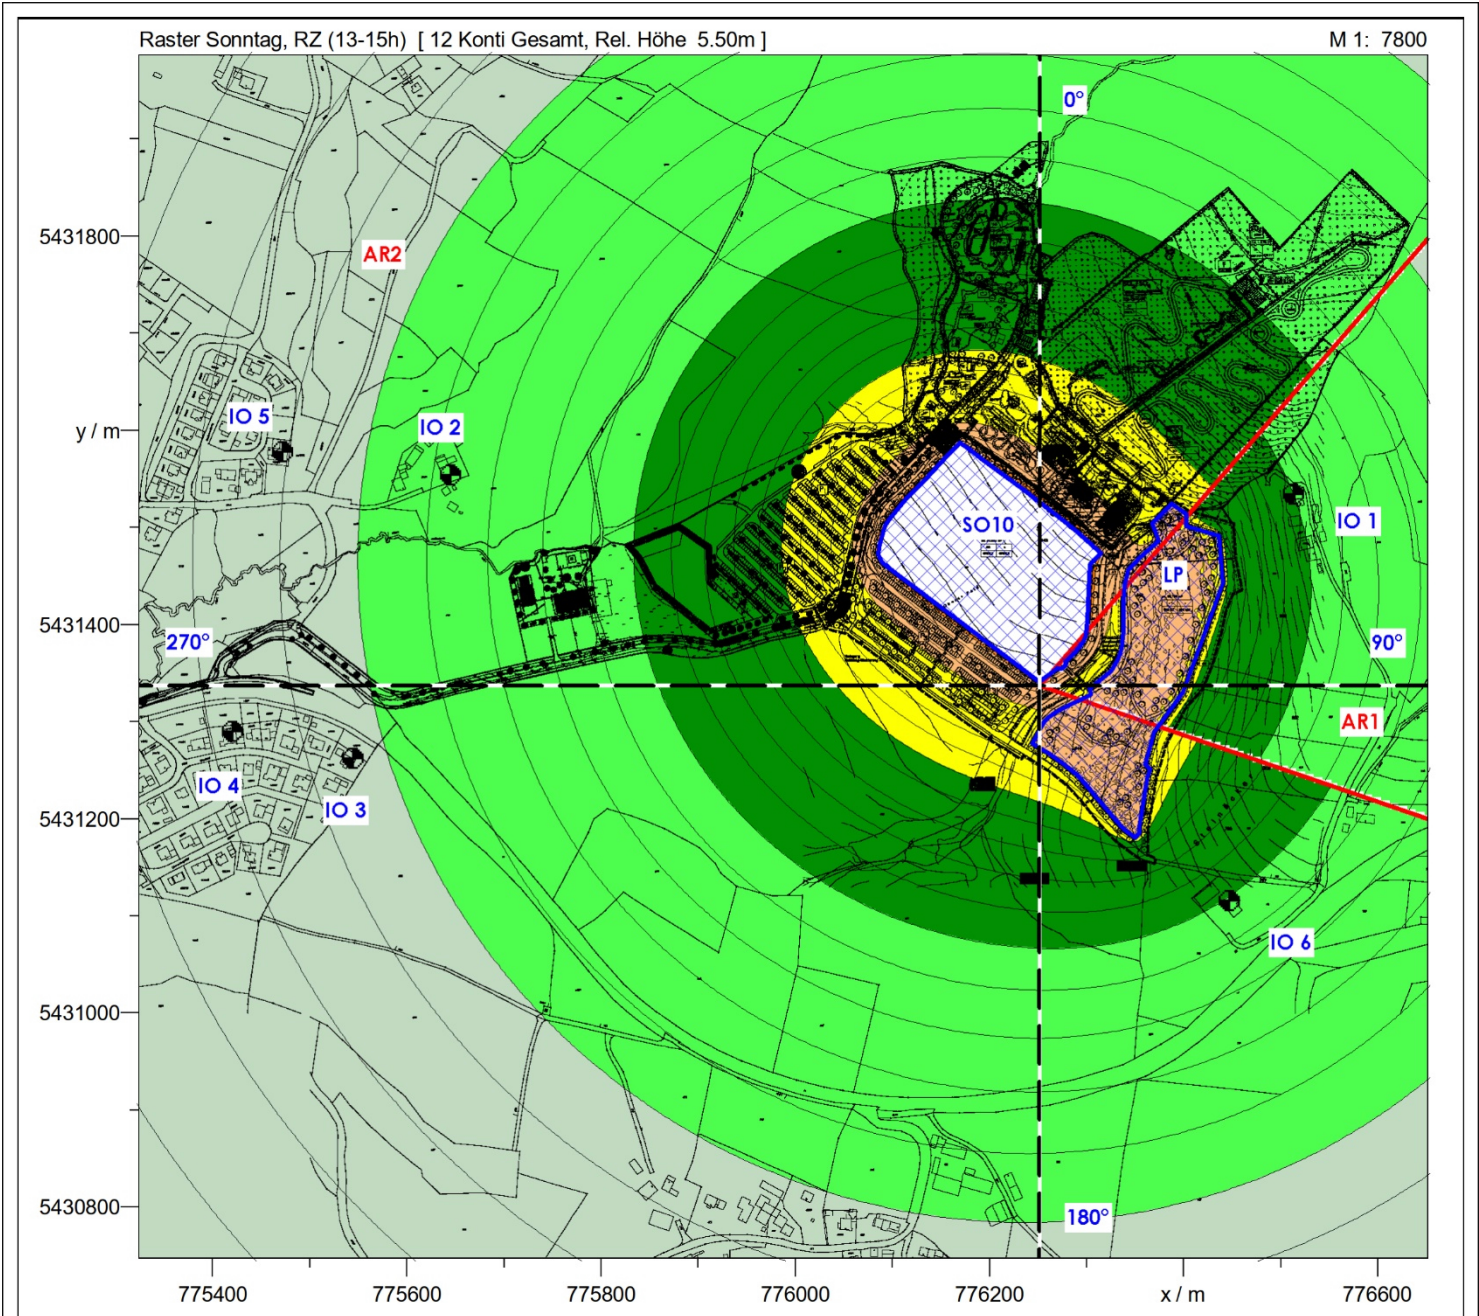 Raster Sonntag, RZ (13-15h) [ 12 Konti Gesamt, Rel. Höhe 5.50m ]
M 1: 7800
0°
5431800
AR2
IO 5
IO 2
y / m
SO10
IO 1
LP
5431400
270°
90°
AR1
IO 4
IO 3
5431200
IO 6
5431000
5430800
180°
775400
775600
775800
776000
776200
x / m
776600